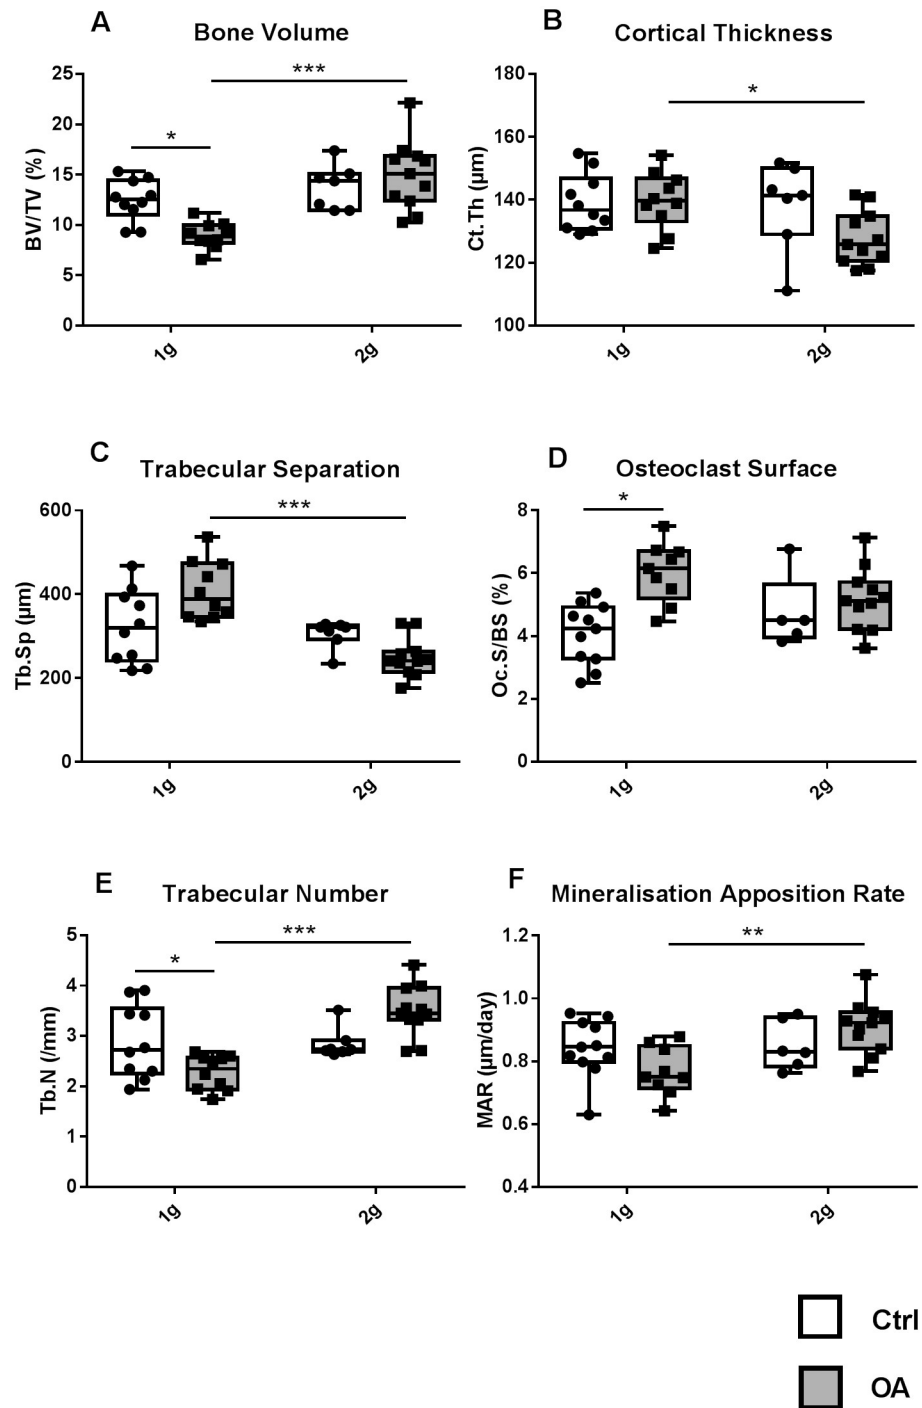 A
Bone Volume
BV/TV (%)
25
20
15
10
5
0
*
***
1g
2g
B
Cortical Thickness
Ct.Th (µm)
180
160
140
120
100
*
1g
2g
C
Trabecular Separation
Tb.Sp (µm)
600
400
200
0
***
1g
2g
D
Osteoclast Surface
Oc.S/BS (%)
8
6
4
2
0
*
1g
2g
E
Trabecular Number
Tb.N (/mm)
5
4
3
2
1
0
*
***
1g
2g
F
Mineralisation Apposition Rate
MAR (µm/day)
1.2
1.0
0.8
0.6
0.4
**
1g
2g
Ctrl
OA